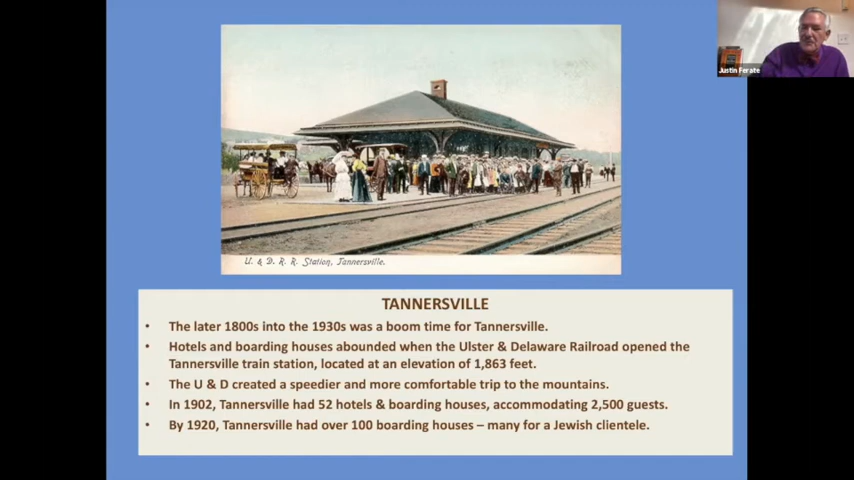 Justin Ferate
U. & D. R. R. Station, Tannersville.
TANNERSVILLE
• The later 1800s into the 1930s was a boom time for Tannersville.
• Hotels and boarding houses abounded when the Ulster & Delaware Railroad opened the
Tannersville train station, located at an elevation of 1,863 feet.
• The U & D created a speedier and more comfortable trip to the mountains.
• In 1902, Tannersville had 52 hotels & boarding houses, accommodating 2,500 guests.
• By 1920, Tannersville had over 100 boarding houses – many for a Jewish clientele.